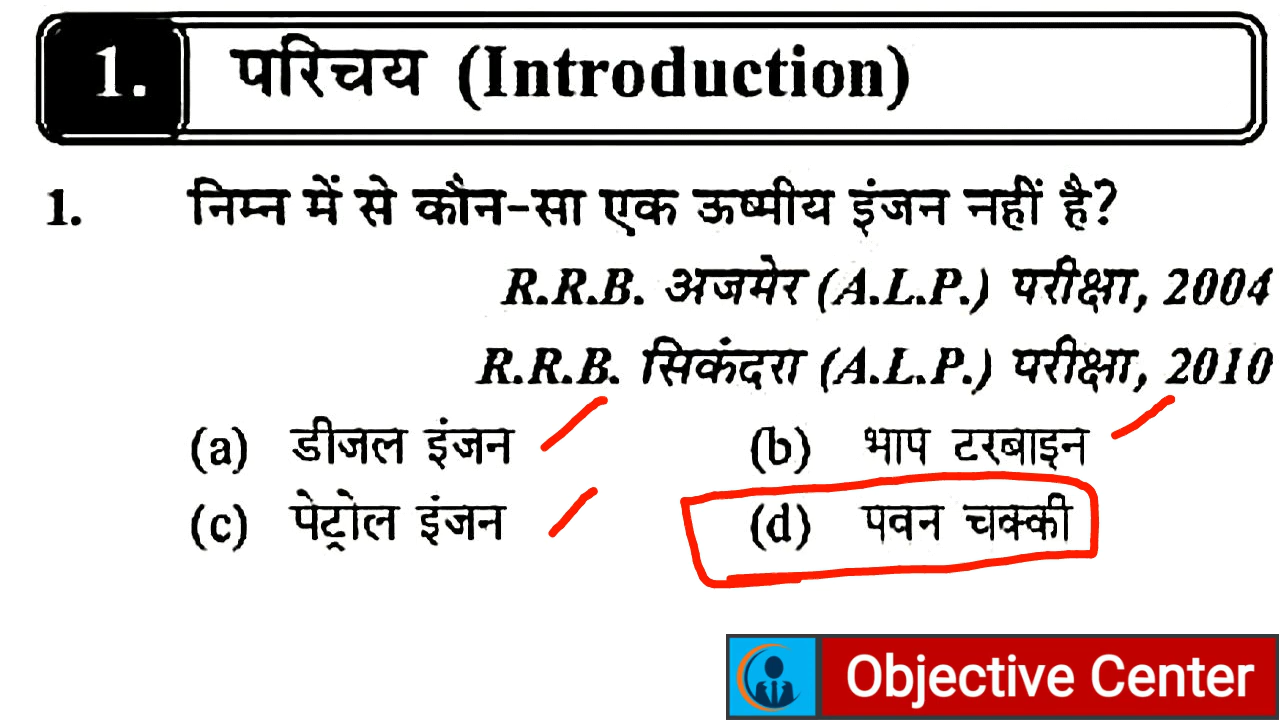 1. परिचय (Introduction)
1. निम्न में से कौन-सा एक ऊष्मीय इंजन नहीं है?
R.R.B. अजमेर (A.L.P.) परीक्षा, 2004
R.R.B. सिकंदरा (A.L.P.) परीक्षा, 2010
(a) डीजल इंजन (b) भाप टरबाइन
(c) पेट्रोल इंजन (d) पवन चक्की
Objective Center